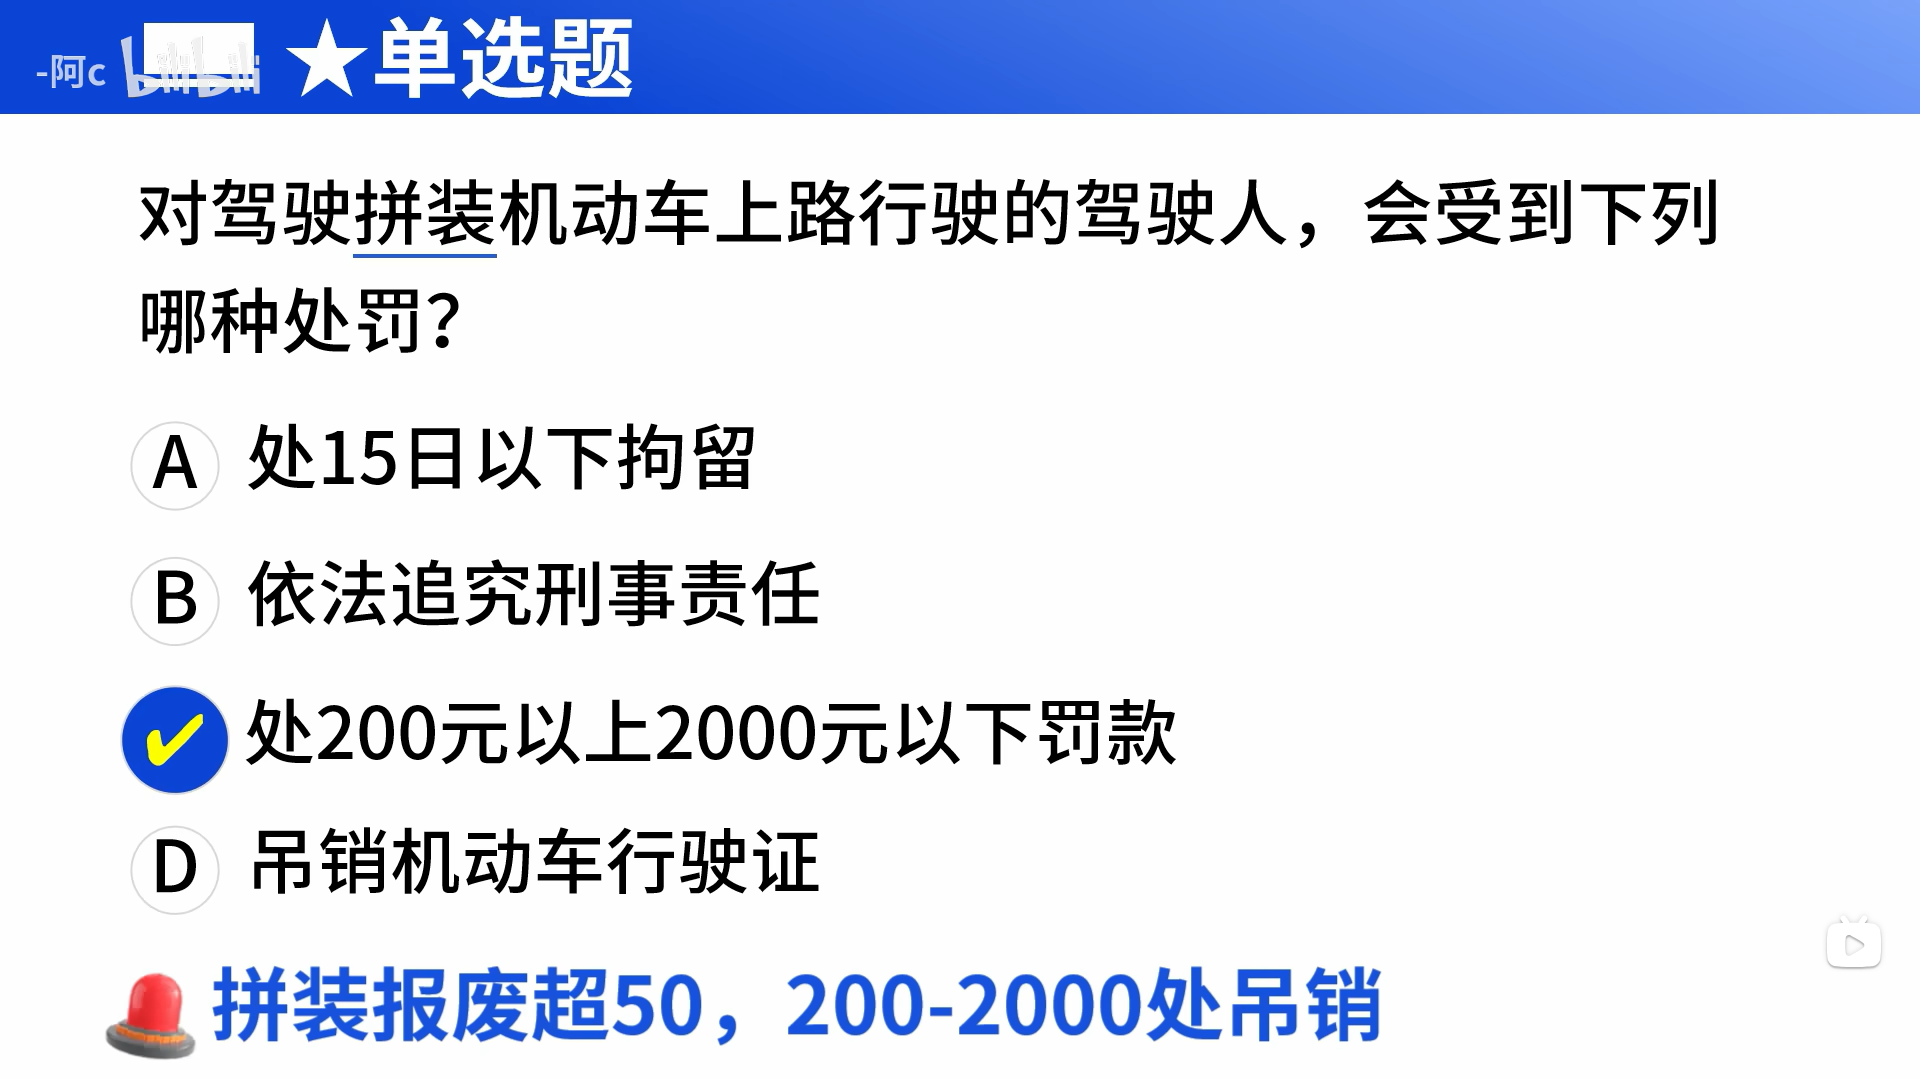 -阿c bilibili ★单选题
对驾驶拼装机动车上路行驶的驾驶人，会受到下列
哪种处罚？
A 处15日以下拘留
B 依法追究刑事责任
✔ 处200元以上2000元以下罚款
D 吊销机动车行驶证
拼装报废超50，200-2000处吊销